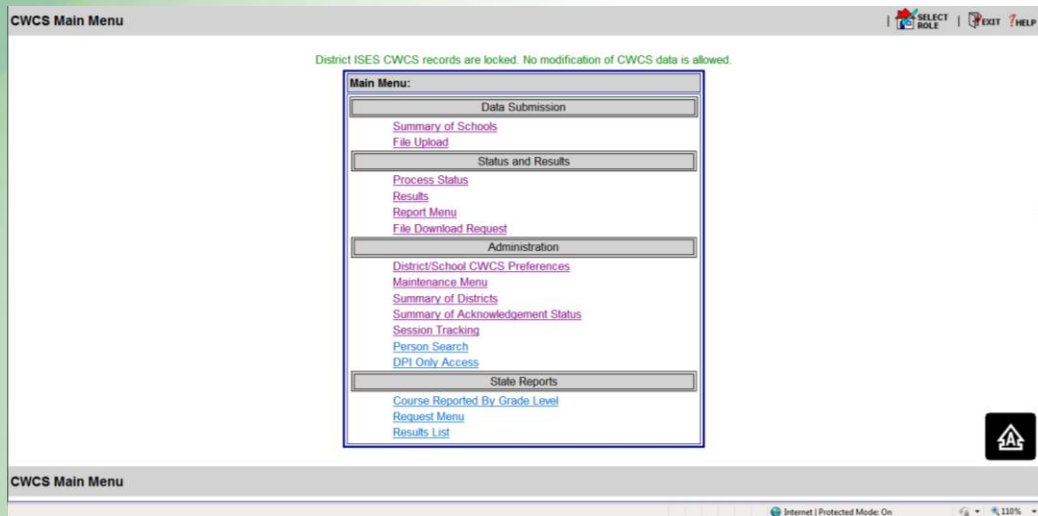 CWCS Main Menu
| SELECT ROLE | EXIT ? HELP
District ISES CWCS records are locked. No modification of CWCS data is allowed.
Main Menu:
Data Submission
Summary of Schools
File Upload
Status and Results
Process Status
Results
Report Menu
File Download Request
Administration
District/School CWCS Preferences
Maintenance Menu
Summary of Districts
Summary of Acknowledgement Status
Session Tracking
Person Search
DPI Only Access
State Reports
Course Reported By Grade Level
Request Menu
Results List
A
CWCS Main Menu
Internet | Protected Mode: On
110%